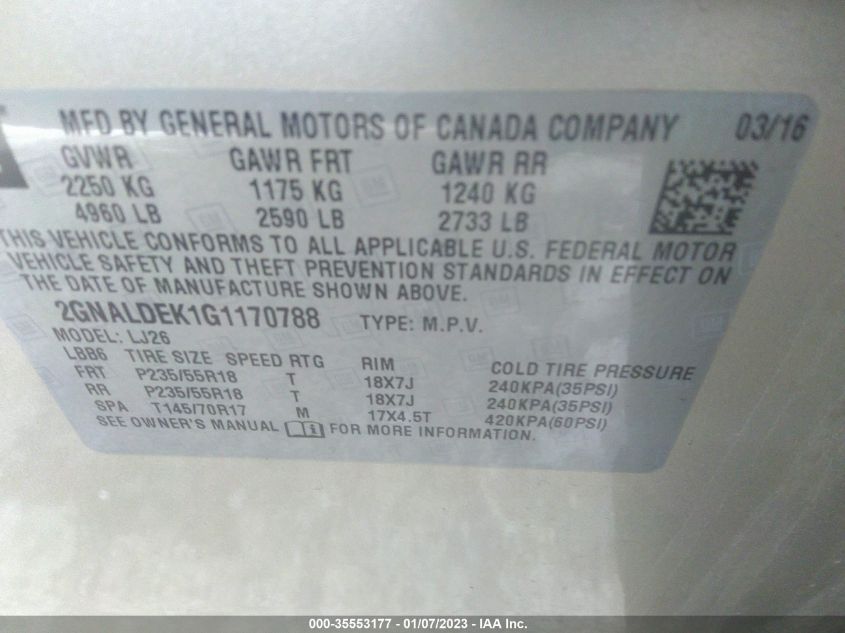 MFD BY GENERAL MOTORS OF CANADA COMPANY 03/16
GVWR GAWR FRT GAWR RR
2250 KG 1175 KG 1240 KG
4960 LB 2590 LB 2733 LB
THIS VEHICLE CONFORMS TO ALL APPLICABLE U.S. FEDERAL MOTOR
VEHICLE SAFETY AND THEFT PREVENTION STANDARDS IN EFFECT ON
THE DATE OF MANUFACTURE SHOWN ABOVE.
2GNALDEK1G1170788 TYPE: M.P.V.
MODEL: LJ26
LBB6 TIRE SIZE SPEED RTG RIM COLD TIRE PRESSURE
FRT P235/55R18 T 18X7J 240KPA(35PSI)
RR P235/55R18 T 18X7J 240KPA(35PSI)
SPA T145/70R17 M 17X4.5T 420KPA(60PSI)
SEE OWNER'S MANUAL FOR MORE INFORMATION.
000-35553177 - 01/07/2023 - IAA Inc.